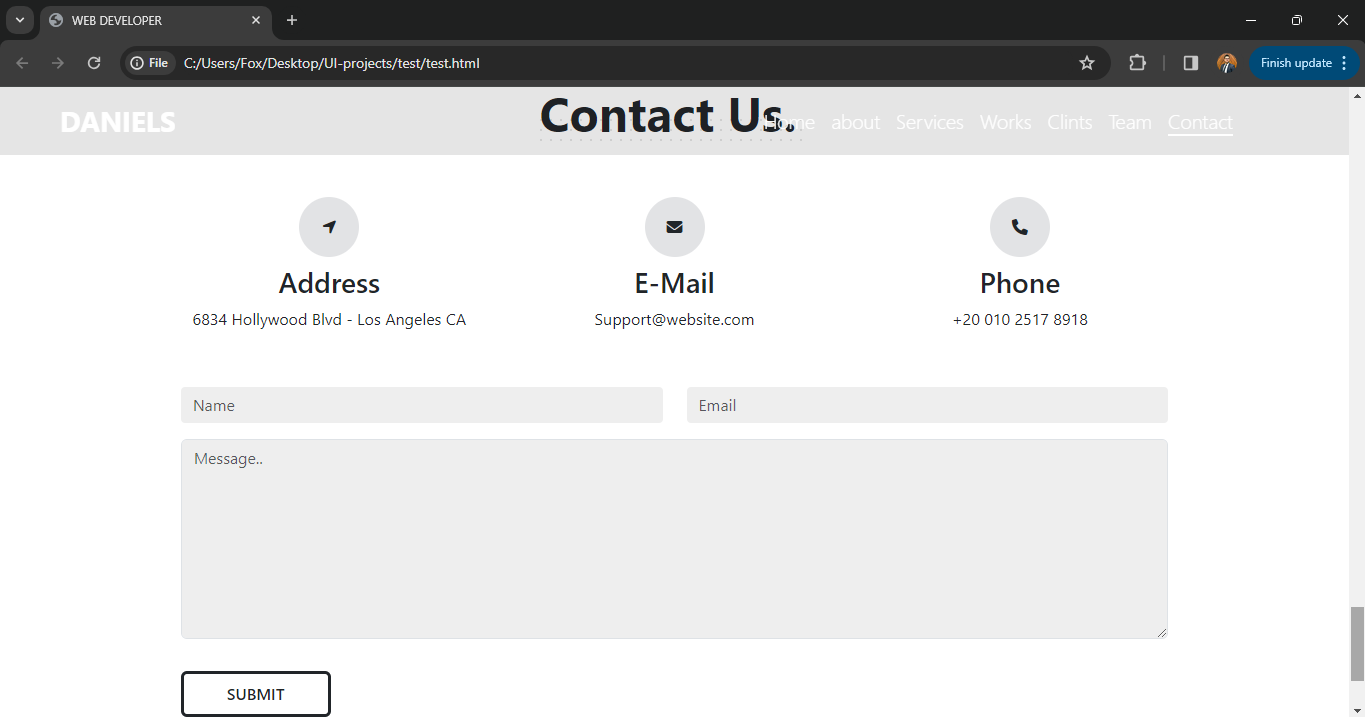 WEB DEVELOPER
File C:/Users/Fox/Desktop/UI-projects/test/test.html Finish update
DANIELS Contact Us. Home about Services Works Clints Team Contact
Address E-Mail Phone
6834 Hollywood Blvd - Los Angeles CA Support@website.com +20 010 2517 8918
Name Email
Message..
SUBMIT